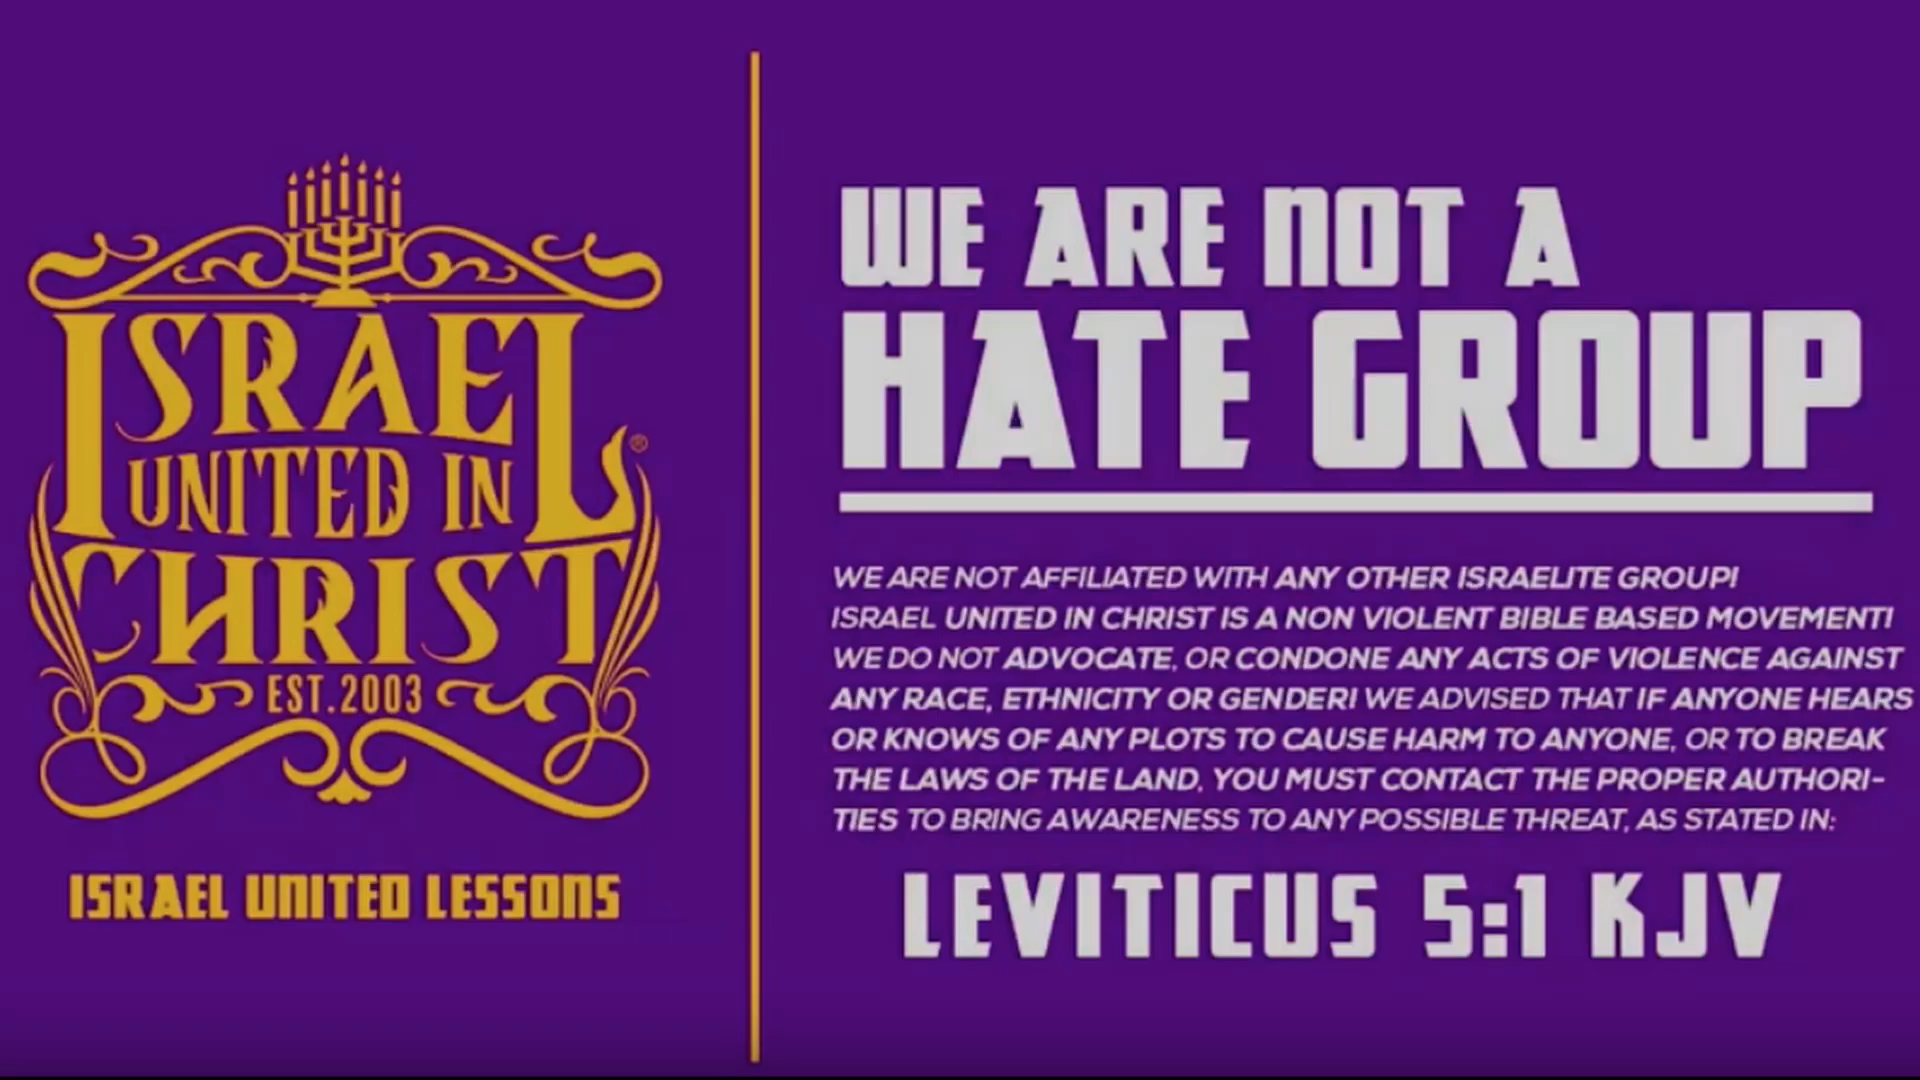 ISRAEL
UNITED IN
CHRIST
®
EST.2003
ISRAEL UNITED LESSONS
WE ARE NOT A
HATE GROUP
WE ARE NOT AFFILIATED WITH ANY OTHER ISRAELITE GROUP!
ISRAEL UNITED IN CHRIST IS A NON VIOLENT BIBLE BASED MOVEMENT!
WE DO NOT ADVOCATE, OR CONDONE ANY ACTS OF VIOLENCE AGAINST
ANY RACE, ETHNICITY OR GENDER! WE ADVISED THAT IF ANYONE HEARS
OR KNOWS OF ANY PLOTS TO CAUSE HARM TO ANYONE, OR TO BREAK
THE LAWS OF THE LAND, YOU MUST CONTACT THE PROPER AUTHORI-
TIES TO BRING AWARENESS TO ANY POSSIBLE THREAT, AS STATED IN:
LEVITICUS 5:1 KJV